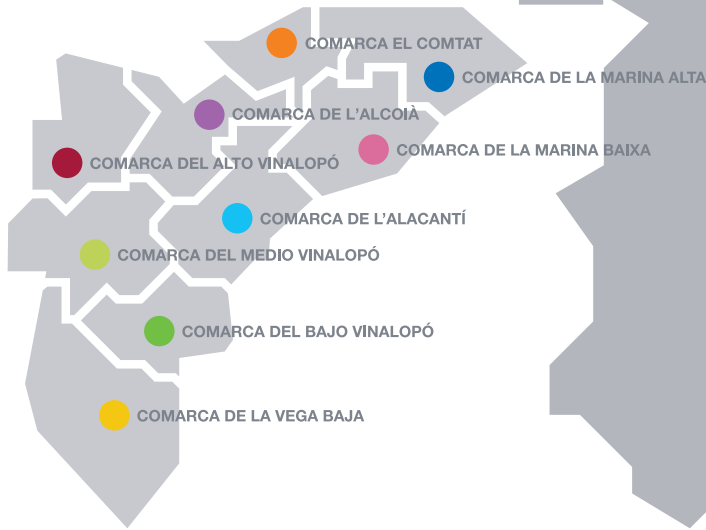 COMARCA EL COMTAT
COMARCA DE LA MARINA ALTA
COMARCA DE L'ALCOIÀ
COMARCA DE LA MARINA BAIXA
COMARCA DEL ALTO VINALOPÓ
COMARCA DE L'ALACANTÍ
COMARCA DEL MEDIO VINALOPÓ
COMARCA DEL BAJO VINALOPÓ
COMARCA DE LA VEGA BAJA